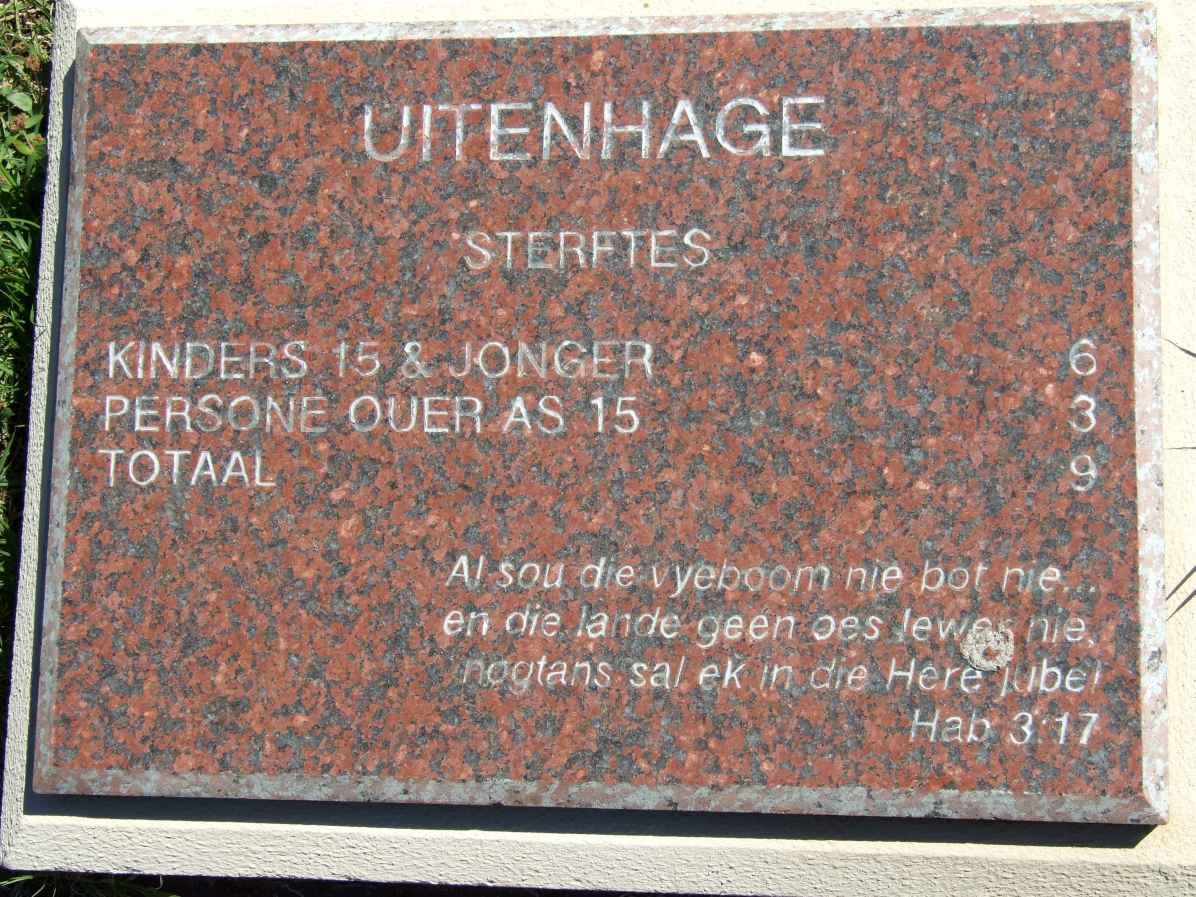 UITENHAGE
STERFTES
KINDERS 15 & JONGER 6
PERSONE OUER AS 15 3
TOTAAL 9
Al sou die vyeboom nie bot nie...
en die lande geen oes lewer nie,
nogtans sal ek in die Here jubel
Hab 3:17